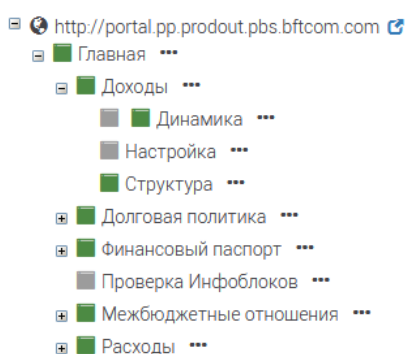 http://portal.pp.prodout.pbs.bftcom.com
Главная
Доходы
Динамика
Настройка
Структура
Долговая политика
Финансовый паспорт
Проверка Инфоблоков
Межбюджетные отношения
Расходы